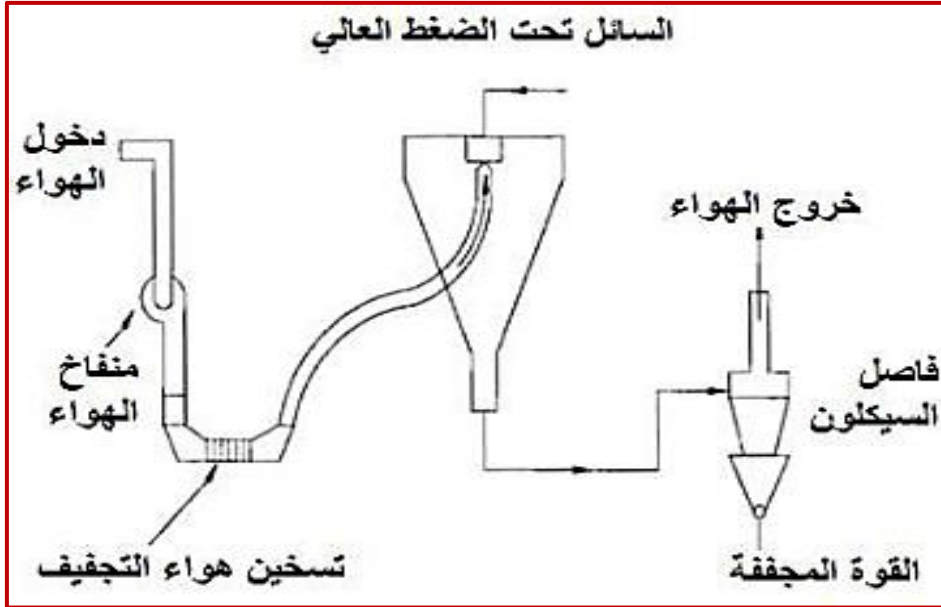 السائل تحت الضغط العالي
دخول
الهواء
خروج الهواء
منفاخ
الهواء
فاصل
السيكلون
تسخين هواء التجفيف
القوة المجففة